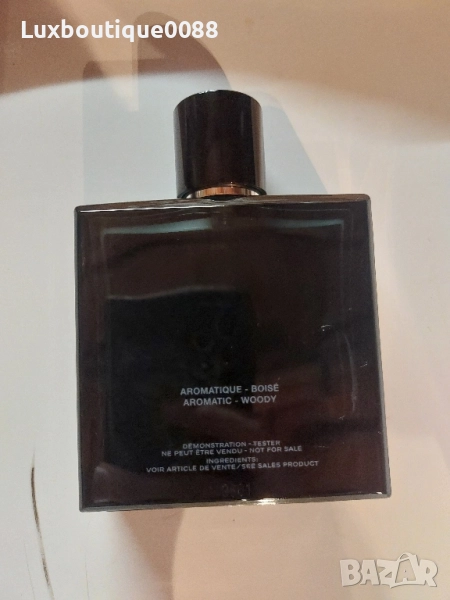 Luxboutique0088
AROMATIQUE - BOISÉ
AROMATIC - WOODY
DÉMONSTRATION - TESTER
NE PEUT ÊTRE VENDU - NOT FOR SALE
INGREDIENTS:
VOIR ARTICLE DE VENTE/SEE SALES PRODUCT
BAZAR